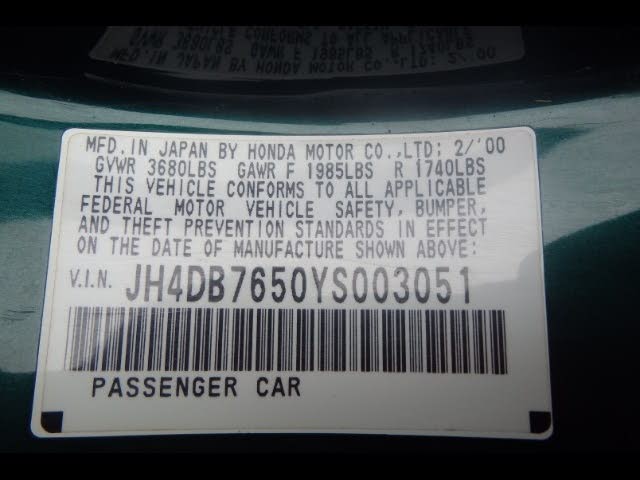 MFD. IN JAPAN BY HONDA MOTOR CO.,LTD: 2/'00
GVWR 3680LBS GAWR F 1985LBS R 1740LBS
THIS VEHICLE CONFORMS TO ALL APPLICABLE
FEDERAL MOTOR VEHICLE SAFETY, BUMPER,
AND THEFT PREVENTION STANDARDS IN EFFECT
ON THE DATE OF MANUFACTURE SHOWN ABOVE:
V.I.N. JH4DB7650YS003051
PASSENGER CAR